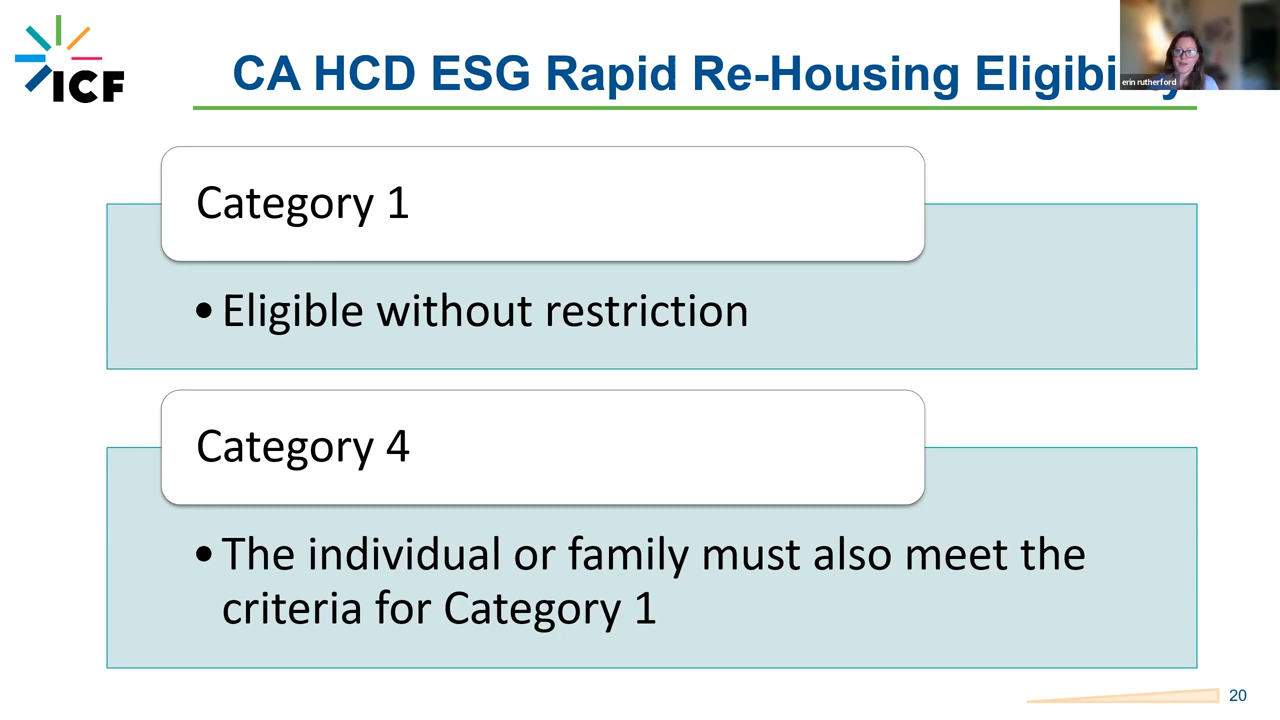 ICF
CA HCD ESG Rapid Re-Housing
erin rutherford
Category 1
• Eligible without restriction
Category 4
• The individual or family must also meet the
criteria for Category 1
20